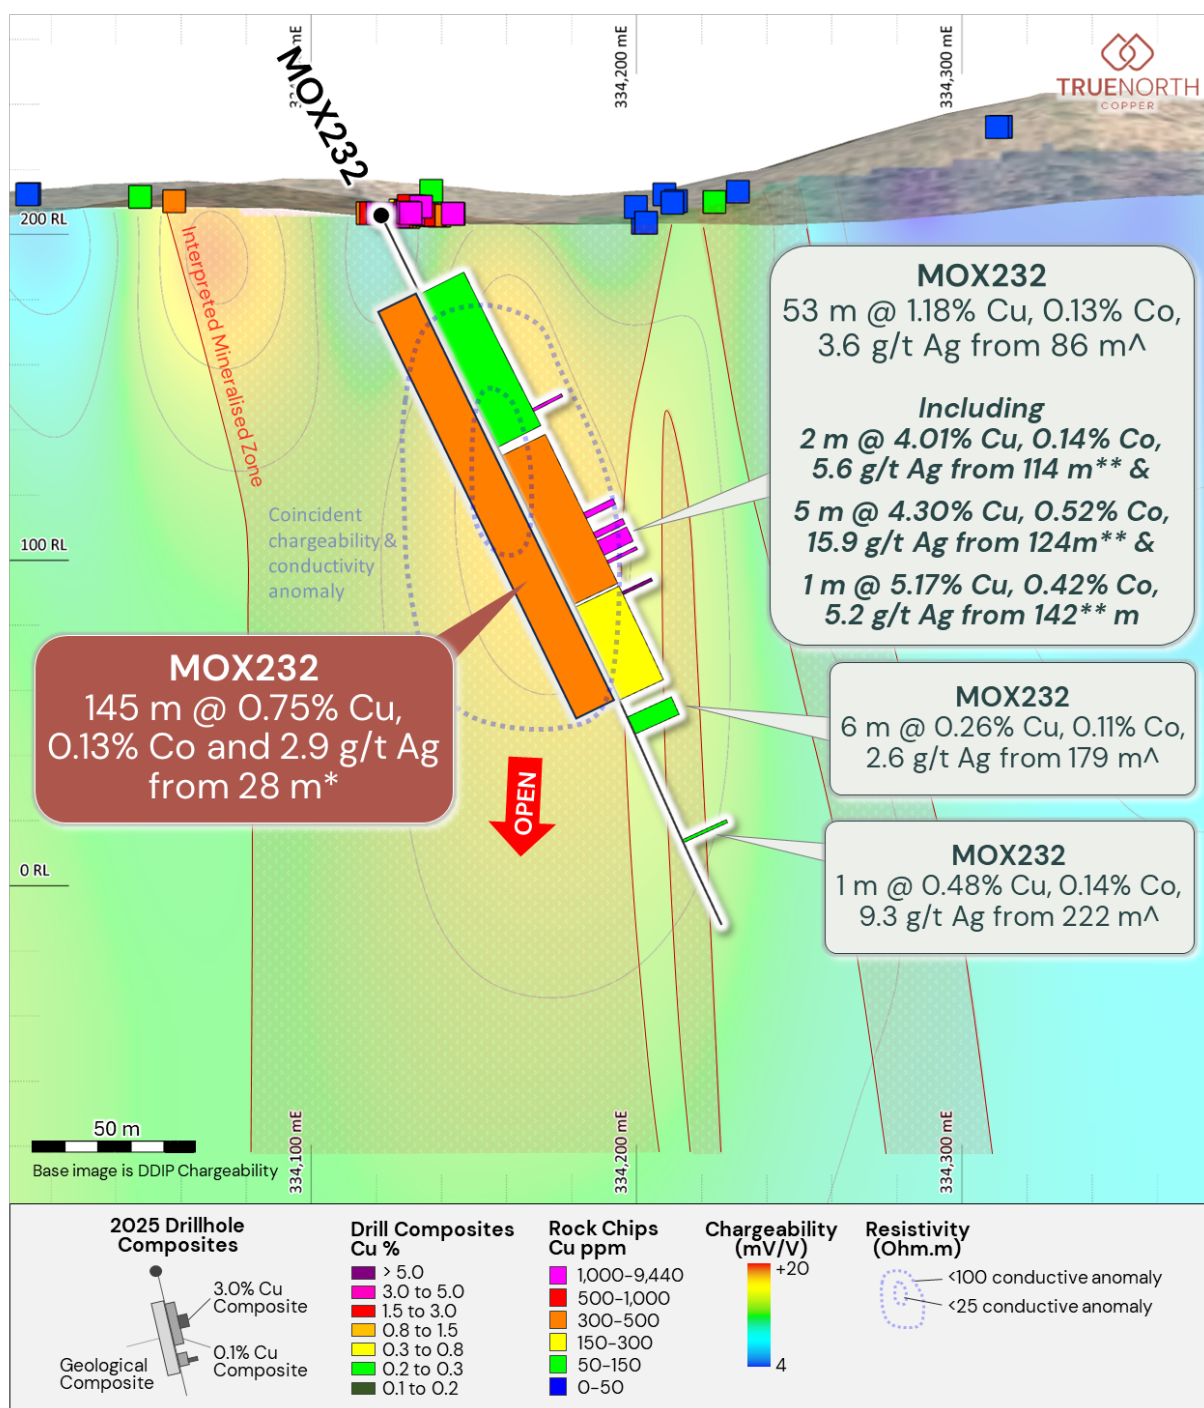 334,200 mE
334,300 mE
TRUENORTH
COPPER
MOX232
200 RL
Interpreted Mineralised Zone
MOX232
53 m @ 1.18% Cu, 0.13% Co,
3.6 g/t Ag from 86 m^
Including
2 m @ 4.01% Cu, 0.14% Co,
5.6 g/t Ag from 114 m** &
5 m @ 4.30% Cu, 0.52% Co,
15.9 g/t Ag from 124m** &
1 m @ 5.17% Cu, 0.42% Co,
5.2 g/t Ag from 142** m
Coincident
chargeability &
conductivity
anomaly
100 RL
MOX232
145 m @ 0.75% Cu,
0.13% Co and 2.9 g/t Ag
from 28 m*
MOX232
6 m @ 0.26% Cu, 0.11% Co,
2.6 g/t Ag from 179 m^
OPEN
MOX232
1 m @ 0.48% Cu, 0.14% Co,
9.3 g/t Ag from 222 m^
0 RL
50 m
Base image is DDIP Chargeability
334,100 mE
334,200 mE
334,300 mE
2025 Drillhole
Composites
3.0% Cu
Composite
0.1% Cu
Composite
Geological
Composite
Drill Composites
Cu %
> 5.0
3.0 to 5.0
1.5 to 3.0
0.8 to 1.5
0.3 to 0.8
0.2 to 0.3
0.1 to 0.2
Rock Chips
Cu ppm
1,000-9,440
500-1,000
300-500
150-300
50-150
0-50
Chargeability
(mV/V)
+20
4
Resistivity
(Ohm.m)
<100 conductive anomaly
<25 conductive anomaly